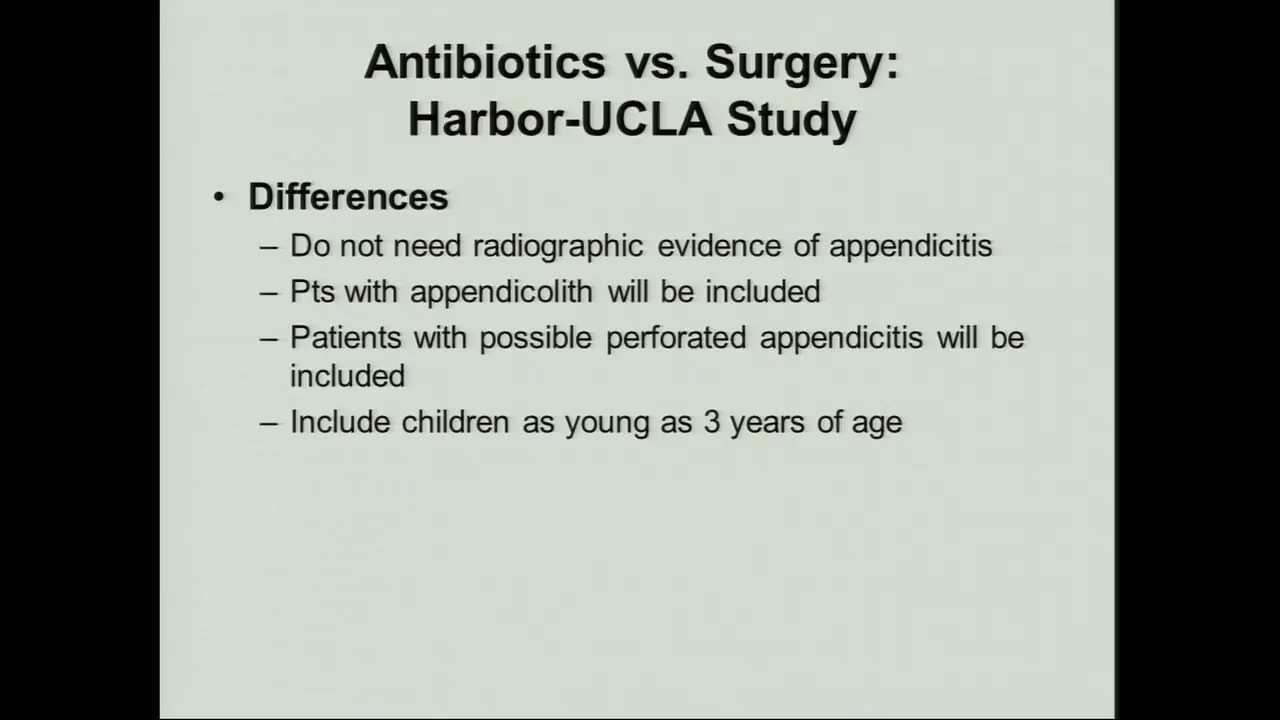 Antibiotics vs. Surgery:
Harbor-UCLA Study
• Differences
– Do not need radiographic evidence of appendicitis
– Pts with appendicolith will be included
– Patients with possible perforated appendicitis will be
included
– Include children as young as 3 years of age